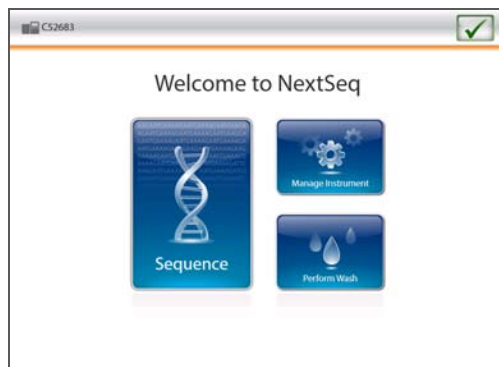 C52683
Welcome to NextSeq
Sequence
Manage Instrument
Perform Wash